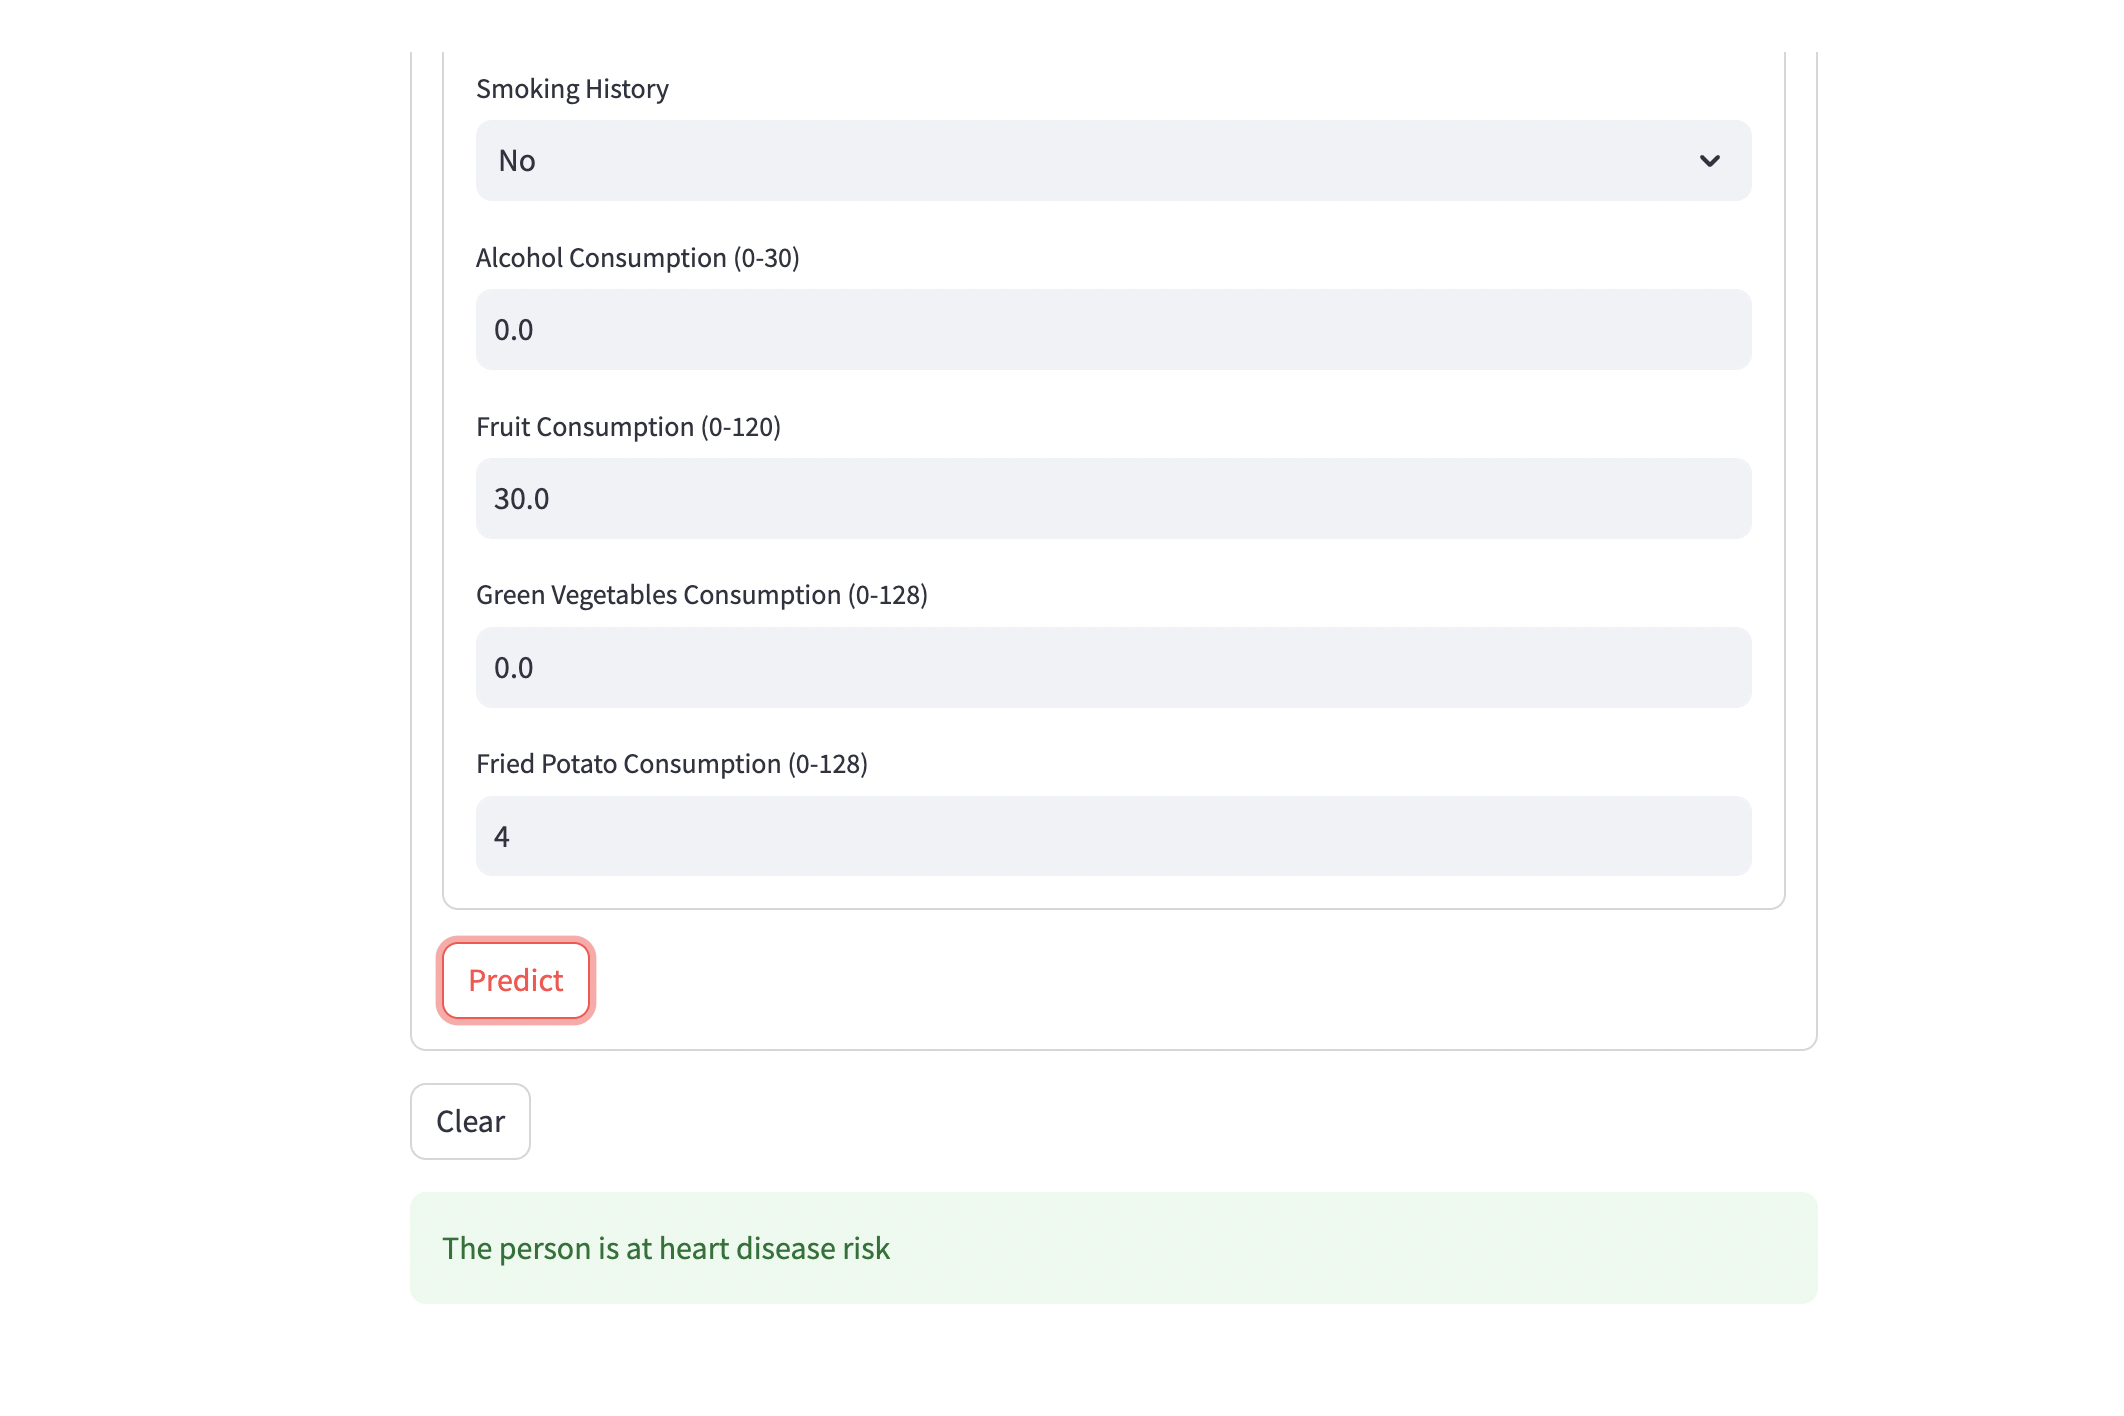 Smoking History
No
Alcohol Consumption (0-30)
0.0
Fruit Consumption (0-120)
30.0
Green Vegetables Consumption (0-128)
0.0
Fried Potato Consumption (0-128)
4
Predict
Clear
The person is at heart disease risk